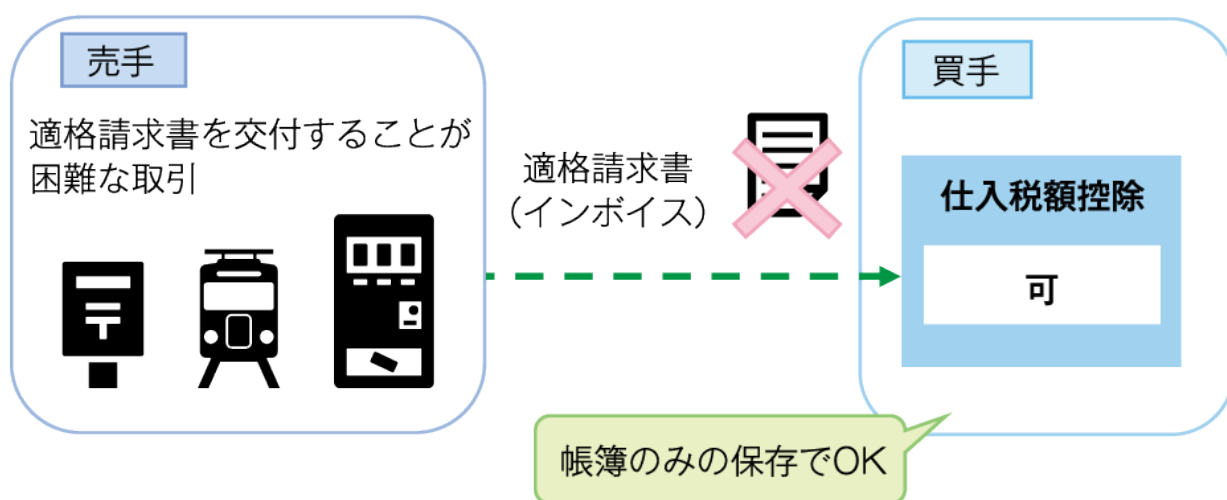 売手
適格請求書を交付することが
困難な取引
適格請求書
(インボイス)
買手
仕入税額控除
可
帳簿のみの保存でOK